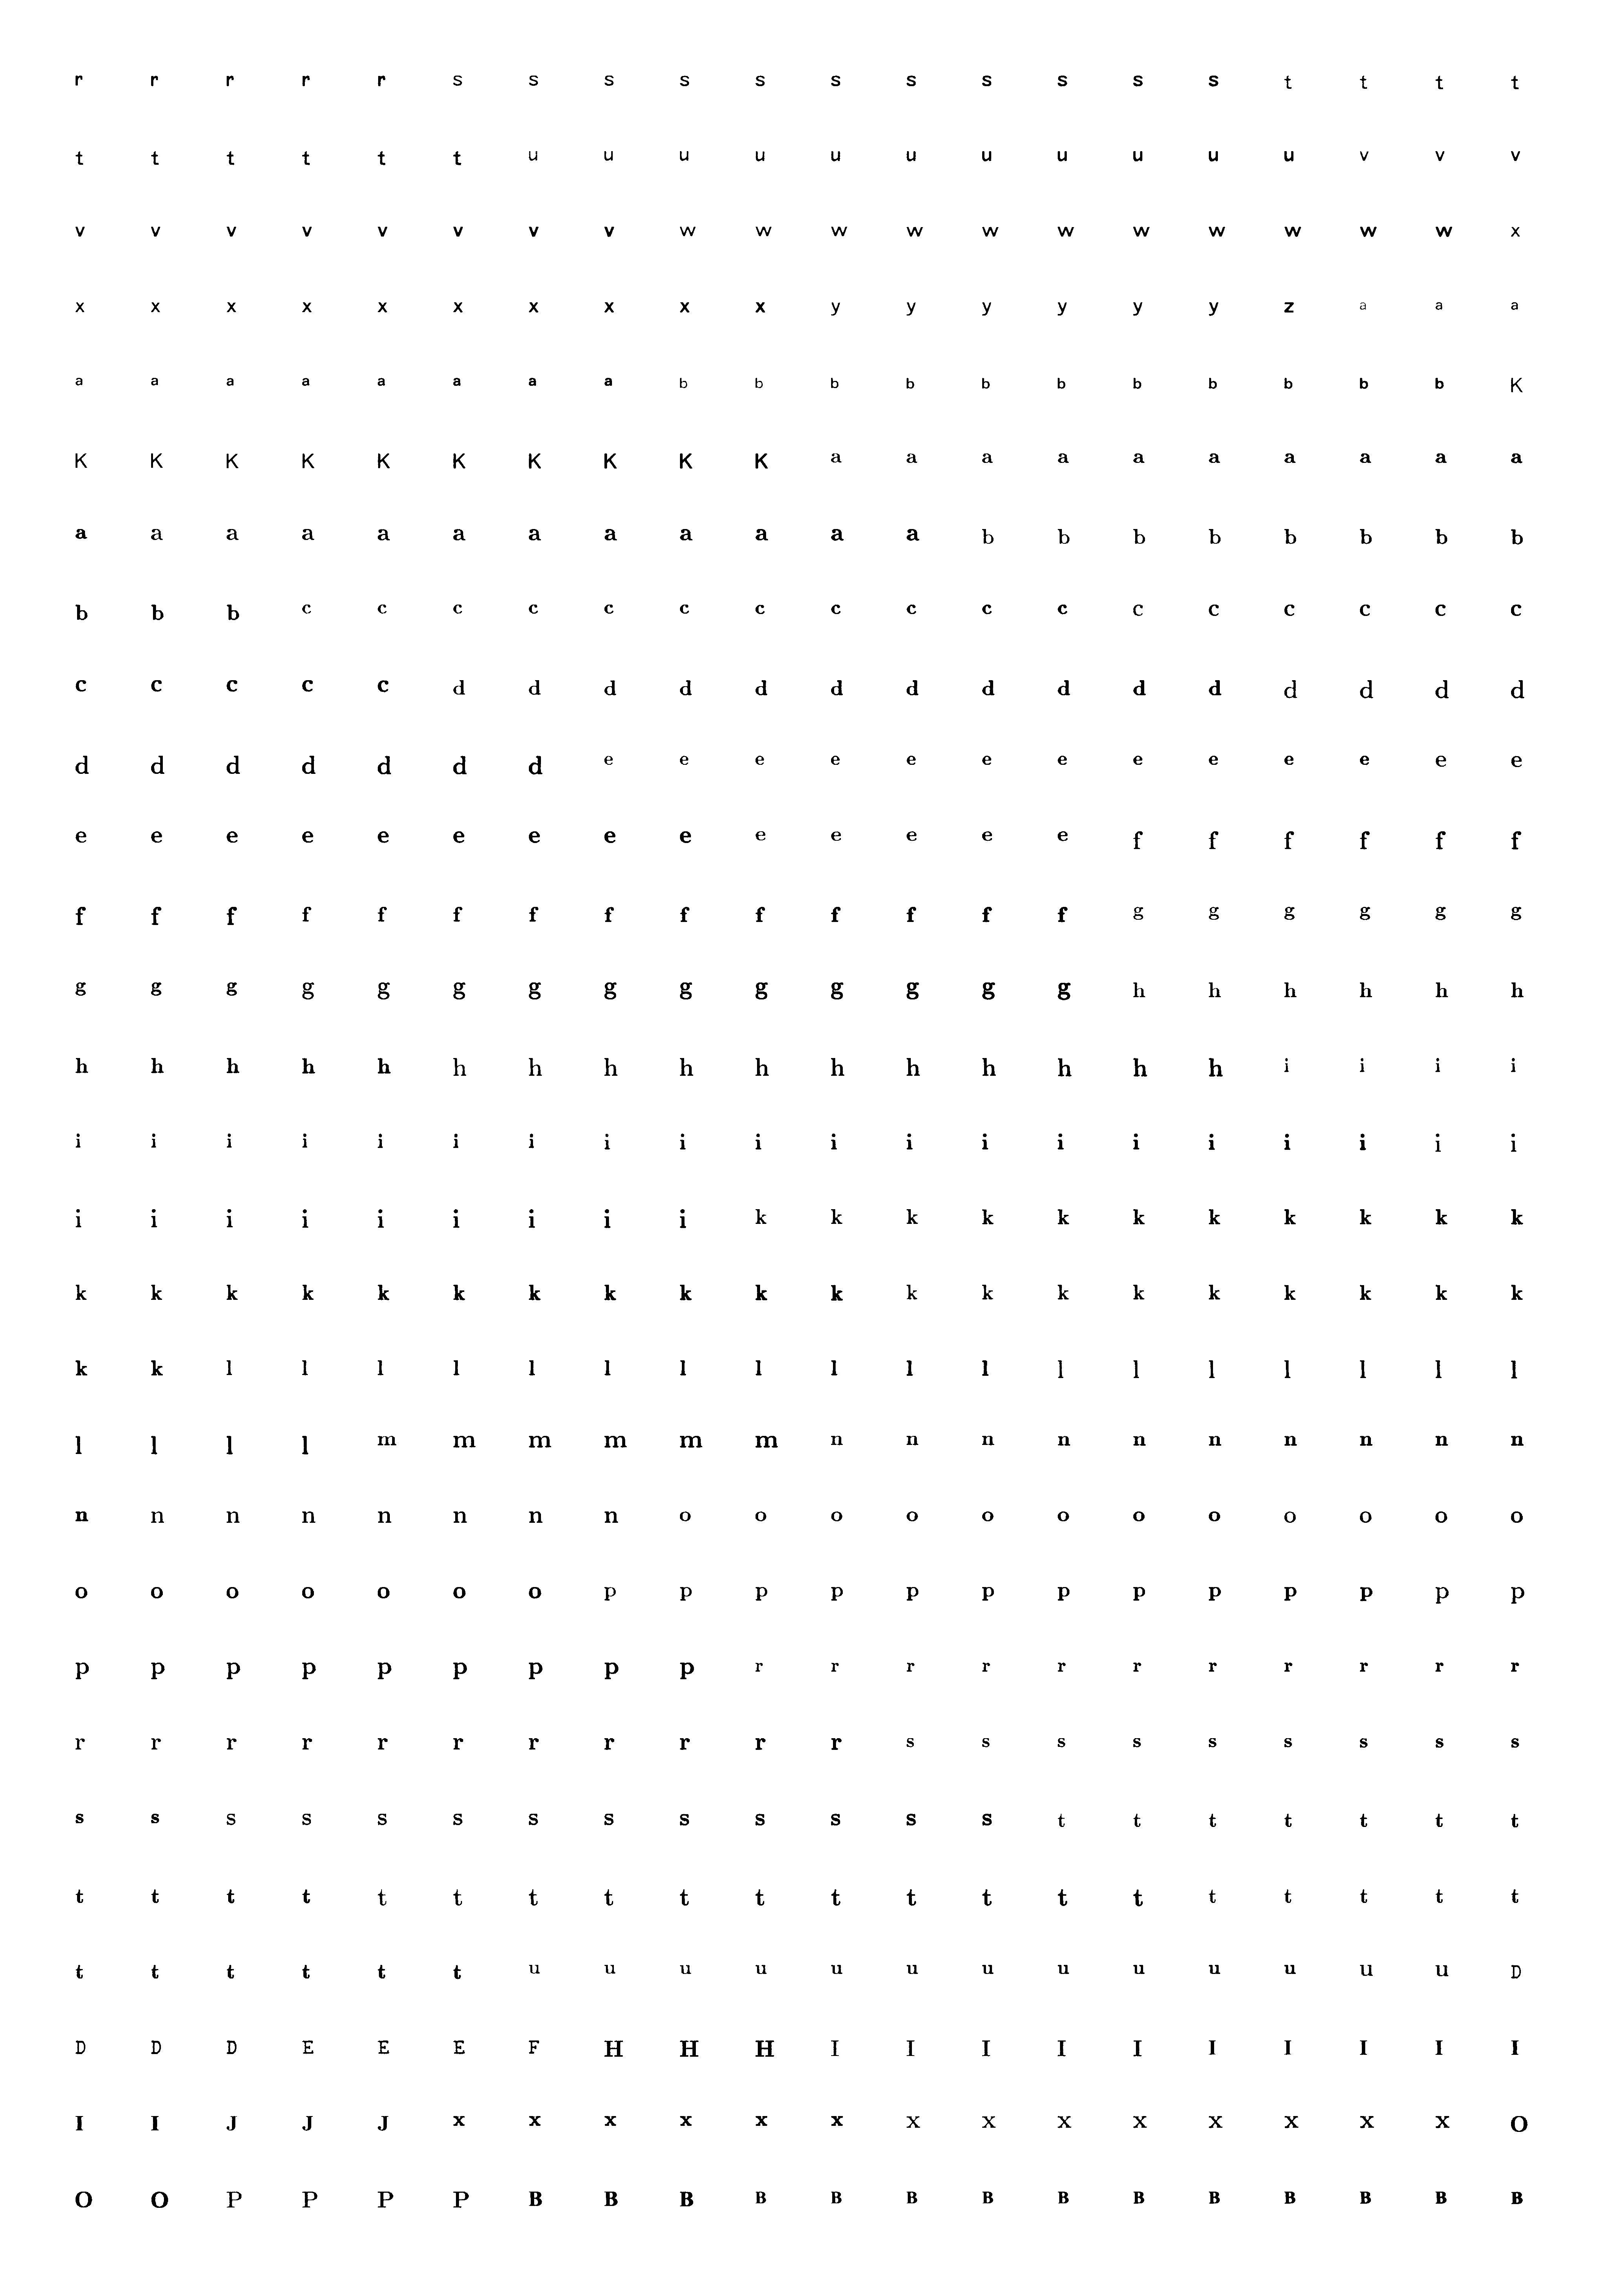 r r r r r s s s s s s s s s s s t t t t
t t t t t t u u u u u u u u u u u v v v
v v v v v v v v w w w w w w w w w w w x
x x x x x x x x x x y y y y y y z a a a
a a a a a a a a b b b b b b b b b b b K
K K K K K K K K K K a a a a a a a a a a
a a a a a a a a a a a a b b b b b b b b
b b b c c c c c c c c c c c c c c c c c
c c c c c d d d d d d d d d d d d d d d
d d d d d d d e e e e e e e e e e e e e
e e e e e e e e e e e e e e f f f f f f
f f f f f f f f f f f f f f g g g g g g
g g g g g g g g g g g g g g h h h h h h
h h h h h h h h h h h h h h h h i i i i
i i i i i i i i i i i i i i i i i i i i
i i i i i i i i i k k k k k k k k k k k
k k k k k k k k k k k k k k k k k k k k
k k l l l l l l l l l l l l l l l l l l
l l l l m m m m m m n n n n n n n n n n
n n n n n n n n o o o o o o o o o o o o
o o o o o o o p p p p p p p p p p p p p
p p p p p p p p p r r r r r r r r r r r
r r r r r r r r r r r s s s s s s s s s
s s s s s s s s s s s s s t t t t t t t
t t t t t t t t t t t t t t t t t t t t
t t t t t t u u u u u u u u u u u u u D
D D D E E E F H H H I I I I I I I I I I
I I J J J x x x x x x x x x x x x x x O
O O P P P P B B B B B B B B B B B B B B